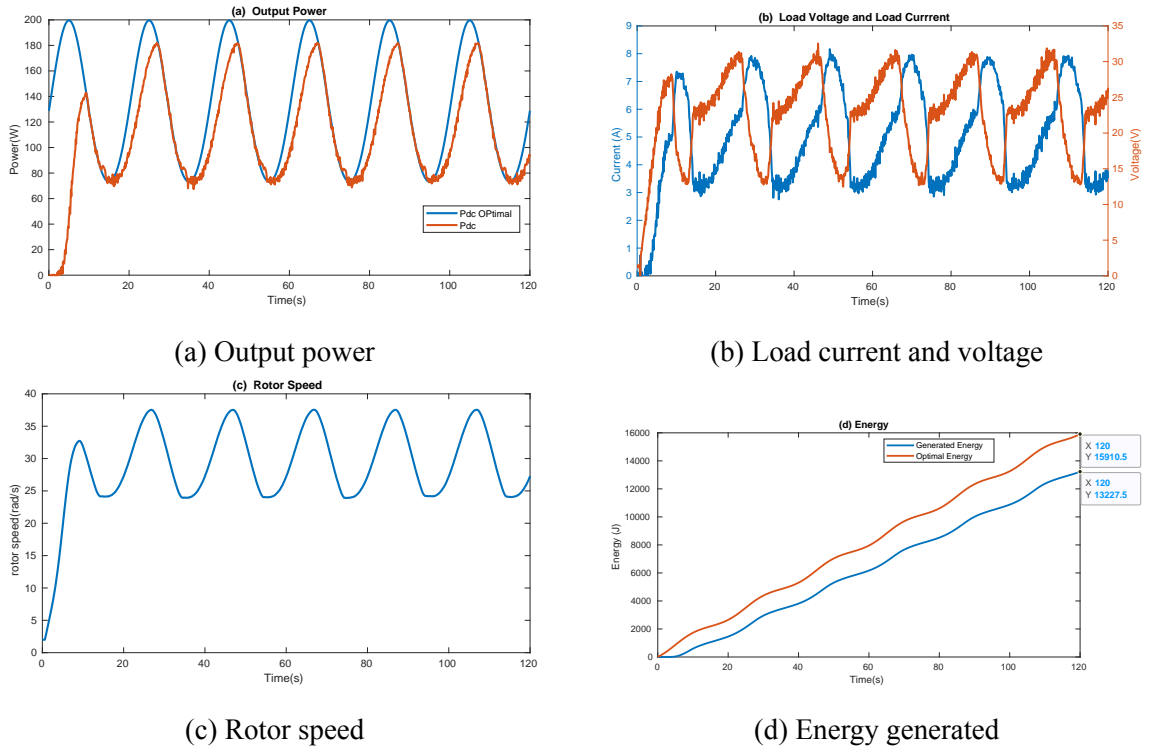 (a) Output Power
200
180
160
140
120
100
80
60
40
20
0
Power(W)
Pdc OPtimal
Pdc
0 20 40 60 80 100 120
Time(s)
(a) Output power
(b) Load Voltage and Load Currrent
9
8
7
6
5
4
3
2
1
0
Current (A)
35
30
25
20
15
10
5
0
Voltage(V)
0 20 40 60 80 100 120
Time(s)
(b) Load current and voltage
(c) Rotor Speed
40
35
30
25
20
15
10
5
0
rotor speed(rad/s)
0 20 40 60 80 100 120
Time(s)
(c) Rotor speed
(d) Energy
16000
14000
12000
10000
8000
6000
4000
2000
0
Energy (J)
Generated Energy
Optimal Energy
X 120
Y 15910.5
X 120
Y 13227.5
0 20 40 60 80 100 120
Time(s)
(d) Energy generated